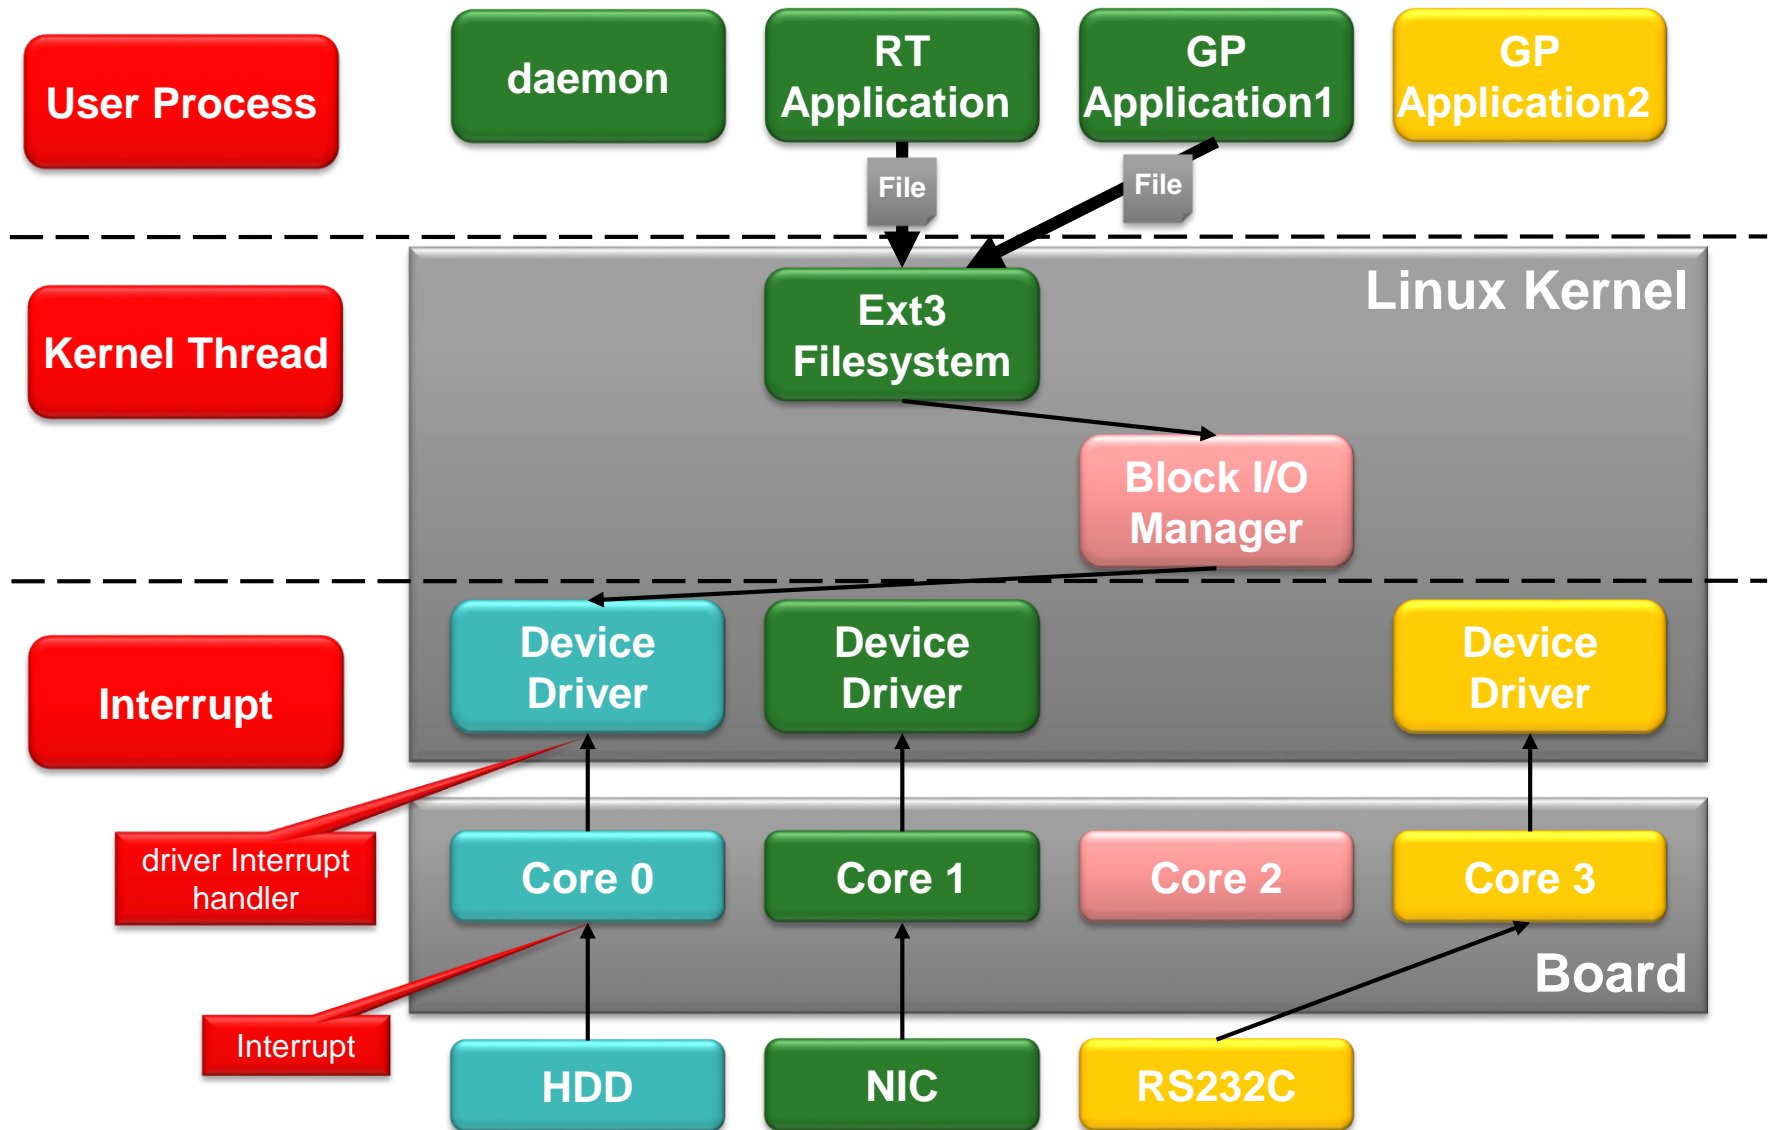 User Process
daemon
RT
Application
GP
Application1
GP
Application2
File
File
Linux Kernel
Kernel Thread
Ext3
Filesystem
Block I/O
Manager
Interrupt
Device
Driver
Device
Driver
Device
Driver
driver Interrupt
handler
Core 0
Core 1
Core 2
Core 3
Board
Interrupt
HDD
NIC
RS232C